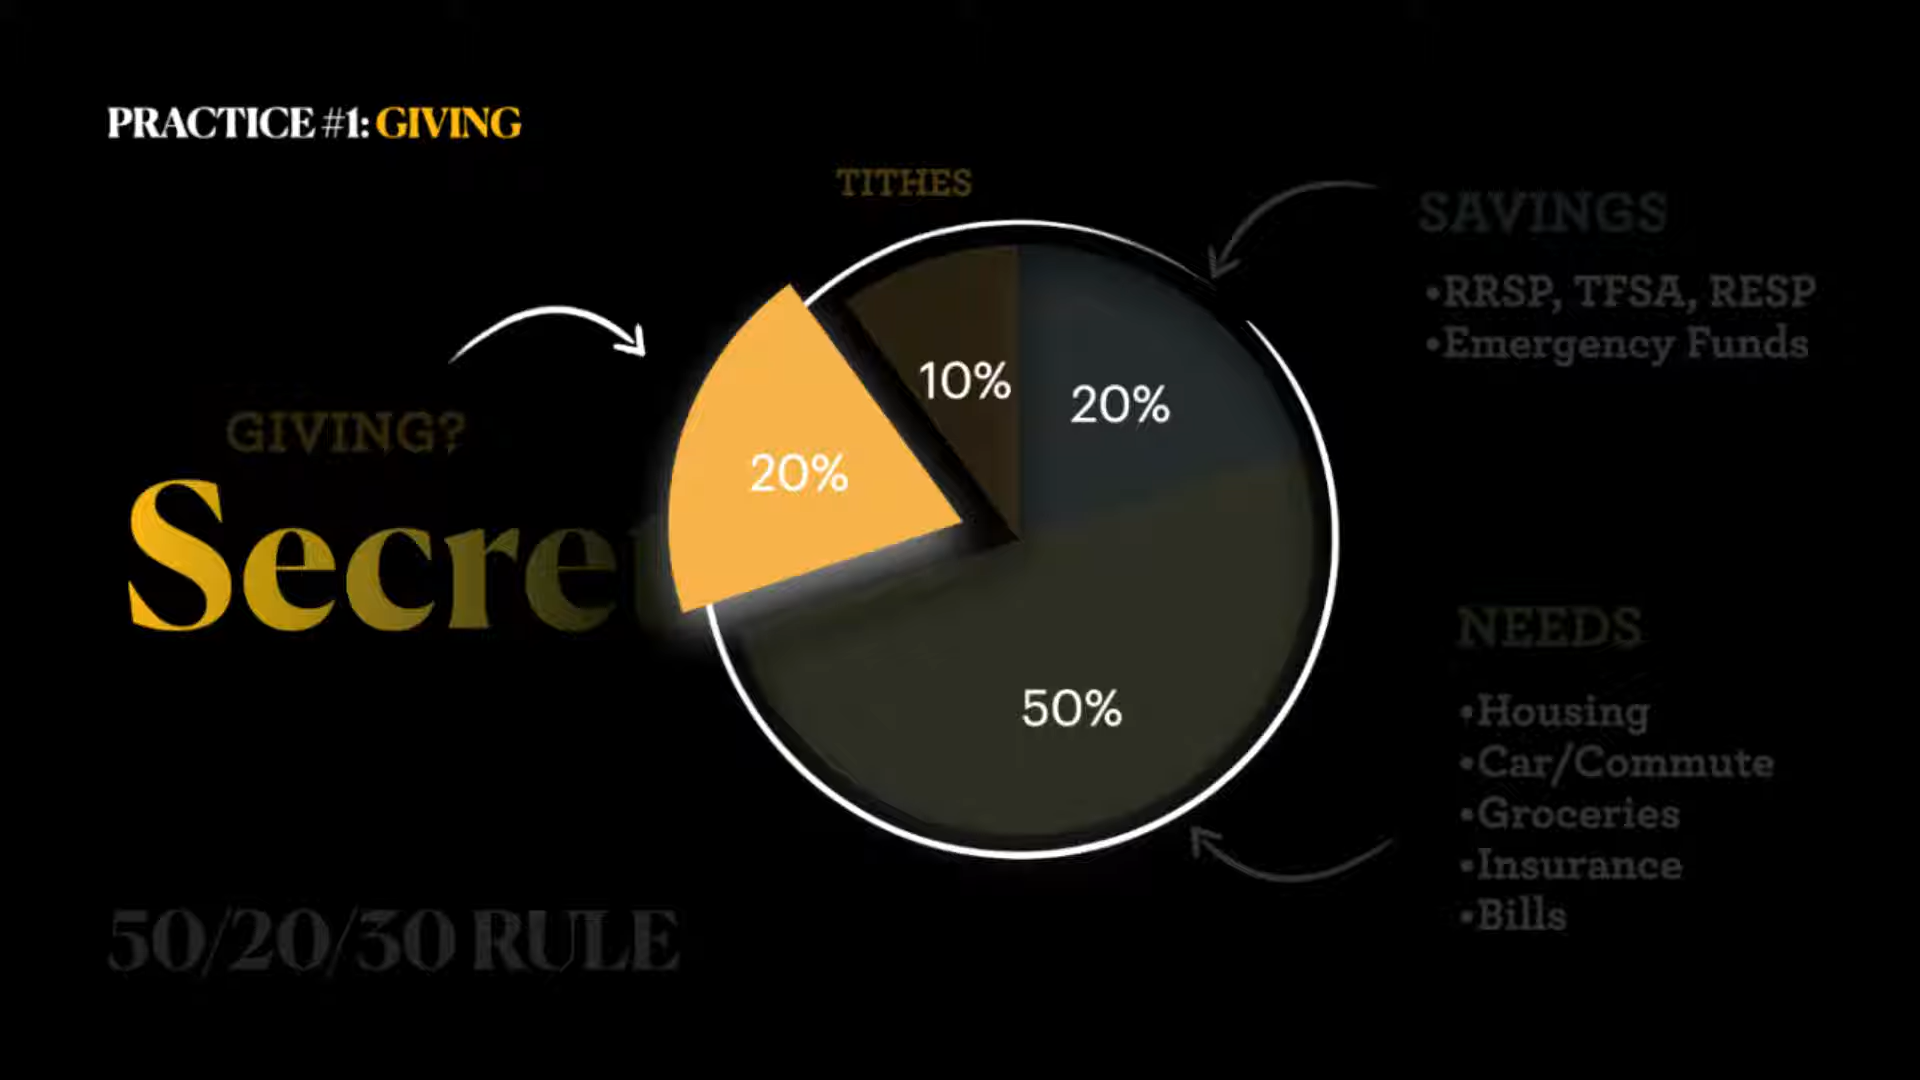 PRACTICE #1: GIVING
TITHES
SAVINGS
•RRSP, TFSA, RESP
•Emergency Funds
10%
20%
GIVING?
20%
Secret
50%
NEEDS
•Housing
•Car/Commute
•Groceries
•Insurance
•Bills
50/20/30 RULE